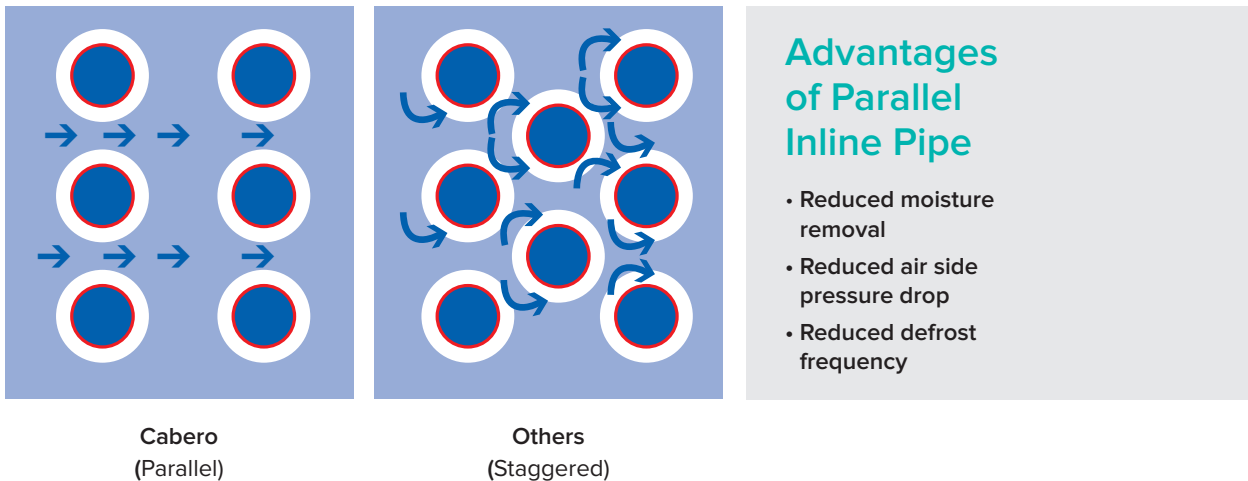 Advantages
of Parallel
Inline Pipe
• Reduced moisture
removal
• Reduced air side
pressure drop
• Reduced defrost
frequency
Cabero
(Parallel)
Others
(Staggered)